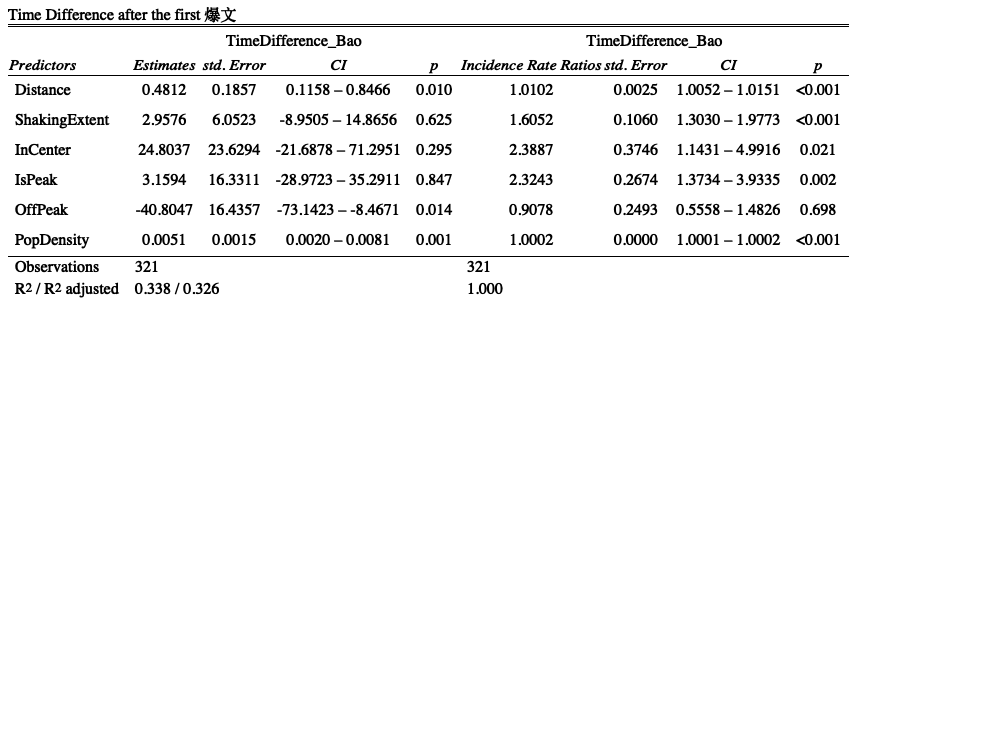 Time Difference after the first 爆文
TimeDifference_Bao TimeDifference_Bao
Predictors Estimates std. Error CI p Incidence Rate Ratios std. Error CI p
Distance 0.4812 0.1857 0.1158 – 0.8466 0.010 1.0102 0.0025 1.0052 – 1.0151 <0.001
ShakingExtent 2.9576 6.0523 -8.9505 – 14.8656 0.625 1.6052 0.1060 1.3030 – 1.9773 <0.001
InCenter 24.8037 23.6294 -21.6878 – 71.2951 0.295 2.3887 0.3746 1.1431 – 4.9916 0.021
IsPeak 3.1594 16.3311 -28.9723 – 35.2911 0.847 2.3243 0.2674 1.3734 – 3.9335 0.002
OffPeak -40.8047 16.4357 -73.1423 – -8.4671 0.014 0.9078 0.2493 0.5558 – 1.4826 0.698
PopDensity 0.0051 0.0015 0.0020 – 0.0081 0.001 1.0002 0.0000 1.0001 – 1.0002 <0.001
Observations 321 321
R2 / R2 adjusted 0.338 / 0.326 1.000